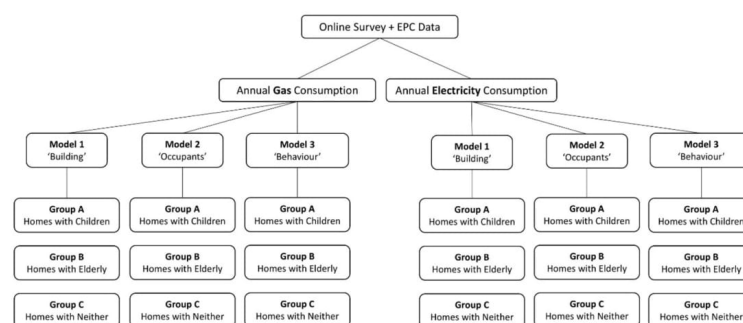 Online Survey + EPC Data
Annual Gas Consumption
Annual Electricity Consumption
Model 1
'Building'
Model 2
'Occupants'
Model 3
'Behaviour'
Model 1
'Building'
Model 2
'Occupants'
Model 3
'Behaviour'
Group A
Homes with Children
Group A
Homes with Children
Group A
Homes with Children
Group A
Homes with Children
Group A
Homes with Children
Group A
Homes with Children
Group B
Homes with Elderly
Group B
Homes with Elderly
Group B
Homes with Elderly
Group B
Homes with Elderly
Group B
Homes with Elderly
Group B
Homes with Elderly
Group C
Homes with Neither
Group C
Homes with Neither
Group C
Homes with Neither
Group C
Homes with Neither
Group C
Homes with Neither
Group C
Homes with Neither